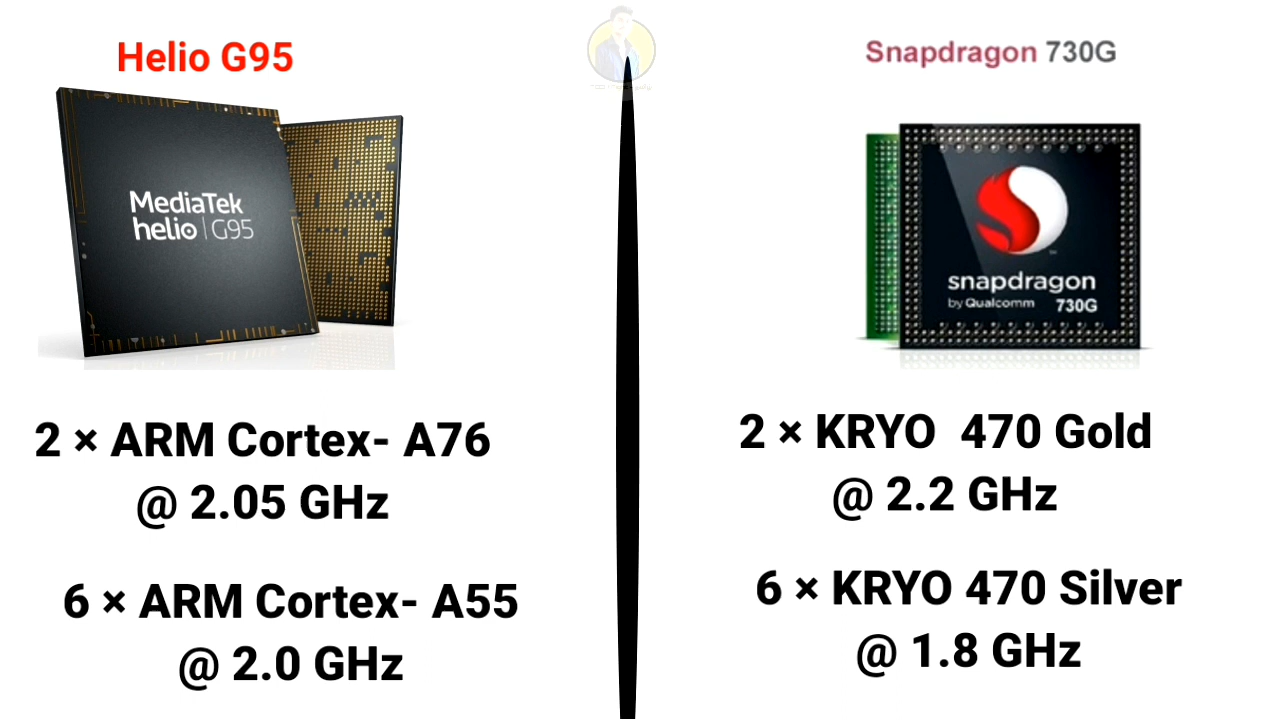 Helio G95
MediaTek
helio | G95
2 × ARM Cortex- A76
@ 2.05 GHz
6 × ARM Cortex- A55
@ 2.0 GHz
Snapdragon 730G
snapdragon
by Qualcomm 730G
2 × KRYO 470 Gold
@ 2.2 GHz
6 × KRYO 470 Silver
@ 1.8 GHz